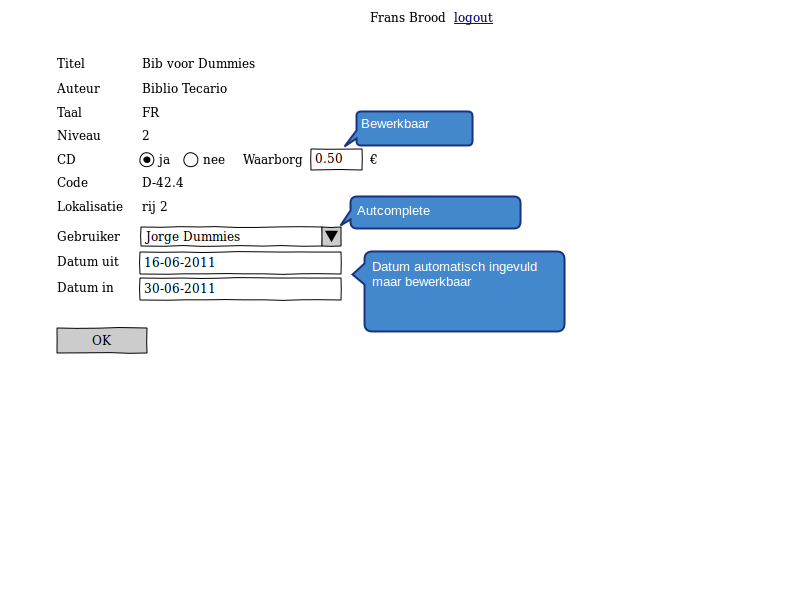 Frans Brood logout
Titel Bib voor Dummies
Auteur Biblio Tecario
Taal FR
Bewerkbaar
Niveau 2
CD ja nee Waarborg 0.50 €
Code D-42.4
Lokalisatie rij 2
Autcomplete
Gebruiker Jorge Dummies
Datum uit 16-06-2011
Datum automatisch ingevuld
maar bewerkbaar
Datum in 30-06-2011
OK